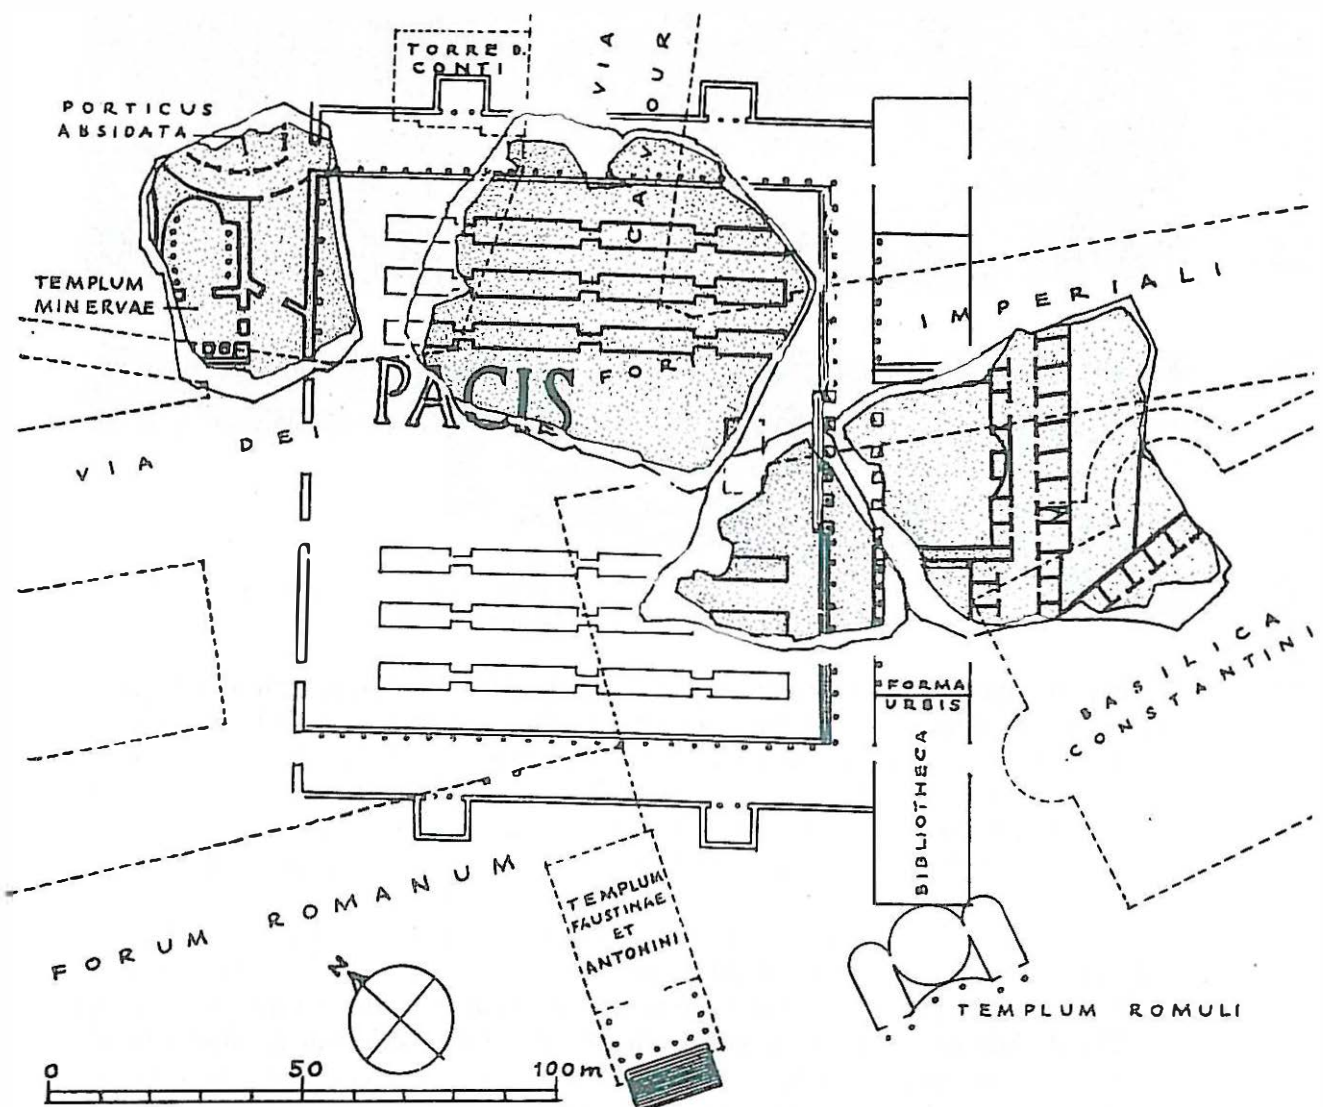 TORRE D.
CONTI
VIA
CAVOUR
PORTICUS
ABSIDATA
TEMPLUM
MINERVAE
PACIS
VIA DEI FOR IMPERIALI
FORMA
URBIS
BIBLIOTHECA
BASILICA
CONSTANTINI
FORUM ROMANUM
TEMPLUM
FAUSTINAE
ET
ANTONINI
TEMPLUM ROMULI
N
0 50 100 m